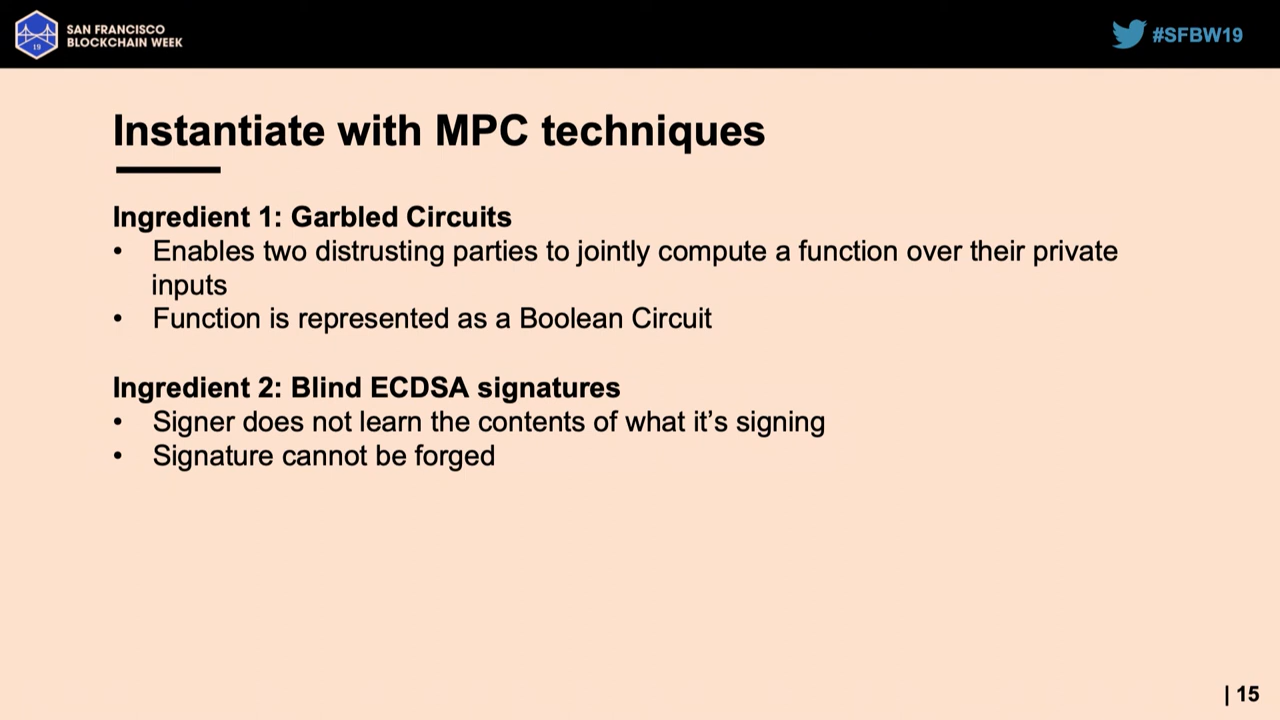 SAN FRANCISCO
BLOCKCHAIN WEEK
19
#SFBW19
Instantiate with MPC techniques
Ingredient 1: Garbled Circuits
• Enables two distrusting parties to jointly compute a function over their private
inputs
• Function is represented as a Boolean Circuit
Ingredient 2: Blind ECDSA signatures
• Signer does not learn the contents of what it’s signing
• Signature cannot be forged
| 15